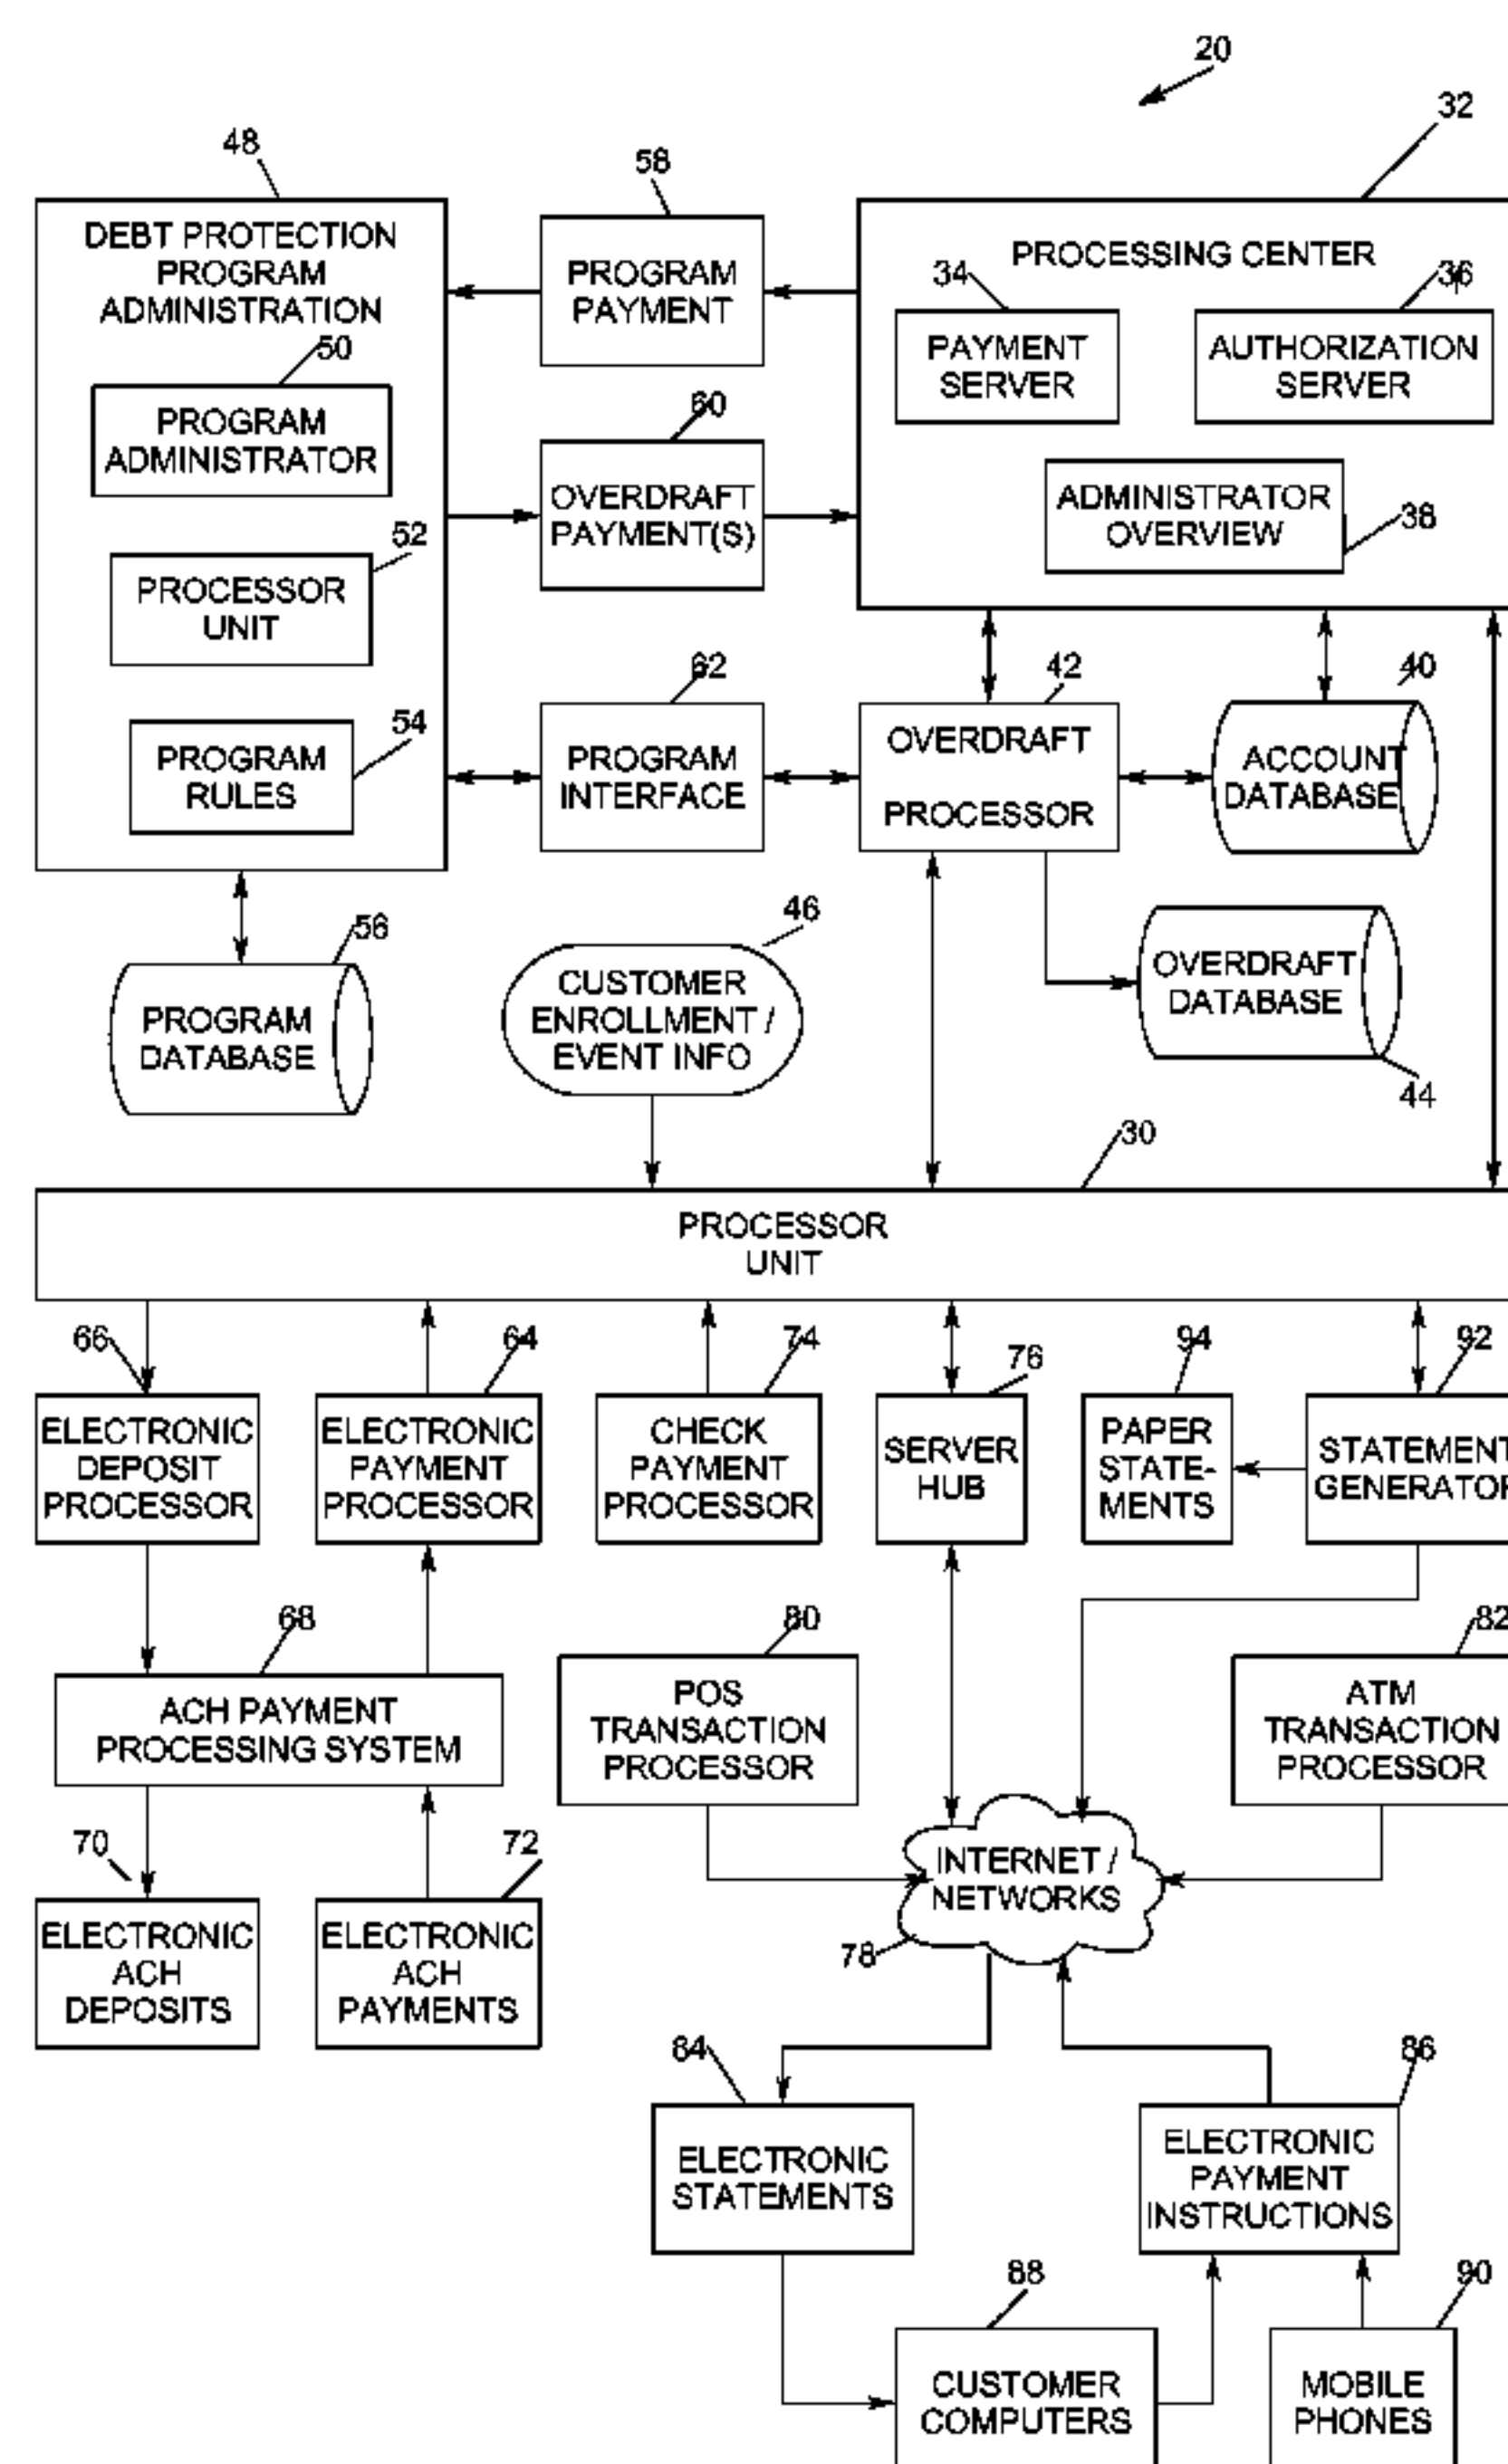 20
32
48
58
DEBT PROTECTION
PROGRAM
ADMINISTRATION
PROGRAM
PAYMENT
PROCESSING CENTER
34
36
PAYMENT
SERVER
AUTHORIZATION
SERVER
50
PROGRAM
ADMINISTRATOR
60
OVERDRAFT
PAYMENT(S)
ADMINISTRATOR
OVERVIEW
38
52
PROCESSOR
UNIT
62
42
40
54
PROGRAM
RULES
PROGRAM
INTERFACE
OVERDRAFT
PROCESSOR
ACCOUNT
DATABASE
56
46
PROGRAM
DATABASE
CUSTOMER
ENROLLMENT /
EVENT INFO
OVERDRAFT
DATABASE
44
30
PROCESSOR
UNIT
66
64
74
76
94
92
ELECTRONIC
DEPOSIT
PROCESSOR
ELECTRONIC
PAYMENT
PROCESSOR
CHECK
PAYMENT
PROCESSOR
SERVER
HUB
PAPER
STATE-
MENTS
STATEMENT
GENERATOR
68
80
82
ACH PAYMENT
PROCESSING SYSTEM
POS
TRANSACTION
PROCESSOR
ATM
TRANSACTION
PROCESSOR
70
72
INTERNET /
NETWORKS
78
ELECTRONIC
ACH
DEPOSITS
ELECTRONIC
ACH
PAYMENTS
84
86
ELECTRONIC
STATEMENTS
ELECTRONIC
PAYMENT
INSTRUCTIONS
88
90
CUSTOMER
COMPUTERS
MOBILE
PHONES